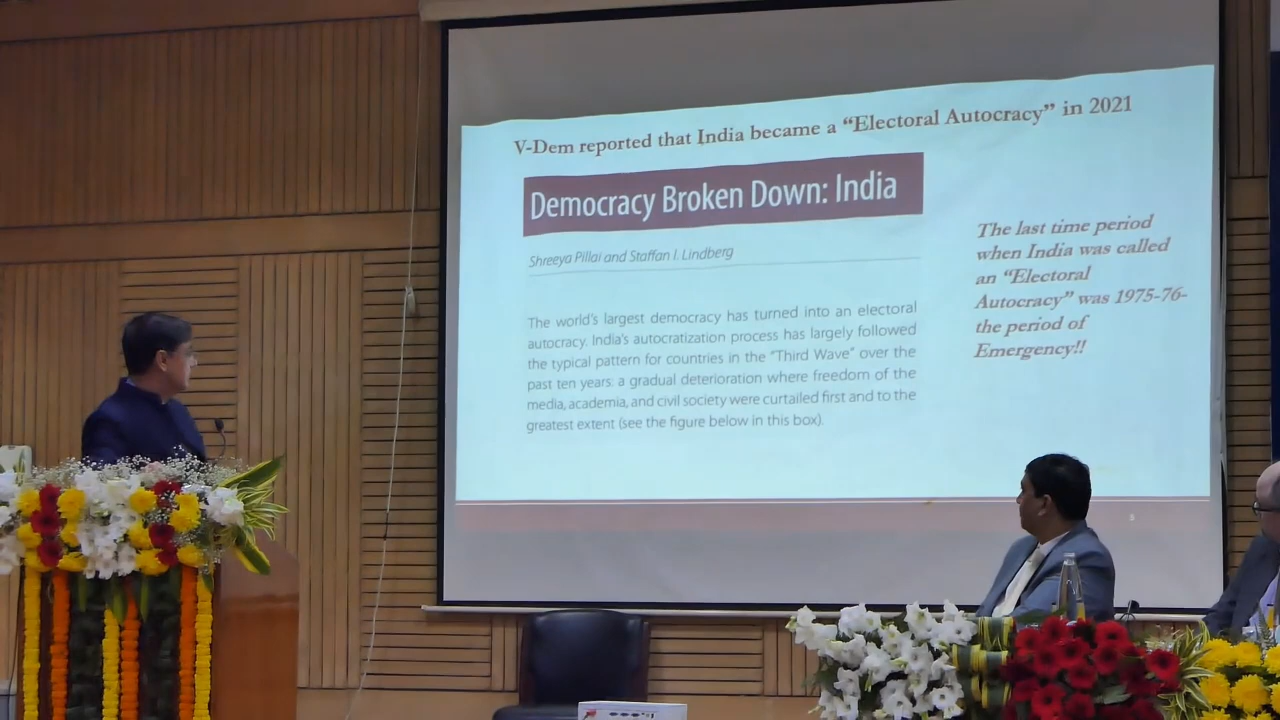 V-Dem reported that India became a “Electoral Autocracy” in 2021
Democracy Broken Down: India
Shreeya Pillai and Staffan I. Lindberg
The world’s largest democracy has turned into an electoral
autocracy. India’s autocratization process has largely followed
the typical pattern for countries in the “Third Wave” over the
past ten years: a gradual deterioration where freedom of the
media, academia, and civil society were curtailed first and to the
greatest extent (see the figure below in this box).
The last time period
when India was called
an “Electoral
Autocracy” was 1975-76-
the period of
Emergency!!